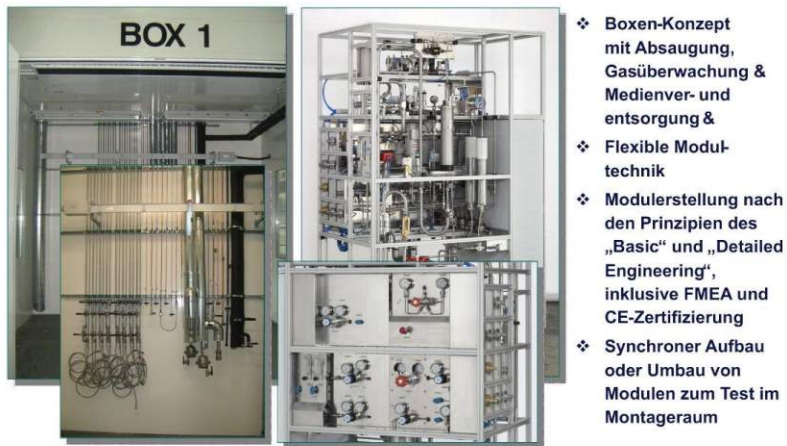 BOX 1
❖ Boxen-Konzept
mit Absaugung,
Gasüberwachung &
Medienver- und
entsorgung &
❖ Flexible Modul-
technik
❖ Modulerstellung nach
den Prinzipien des
„Basic“ und „Detailed
Engineering“,
inklusive FMEA und
CE-Zertifizierung
❖ Synchroner Aufbau
oder Umbau von
Modulen zum Test im
Montageraum